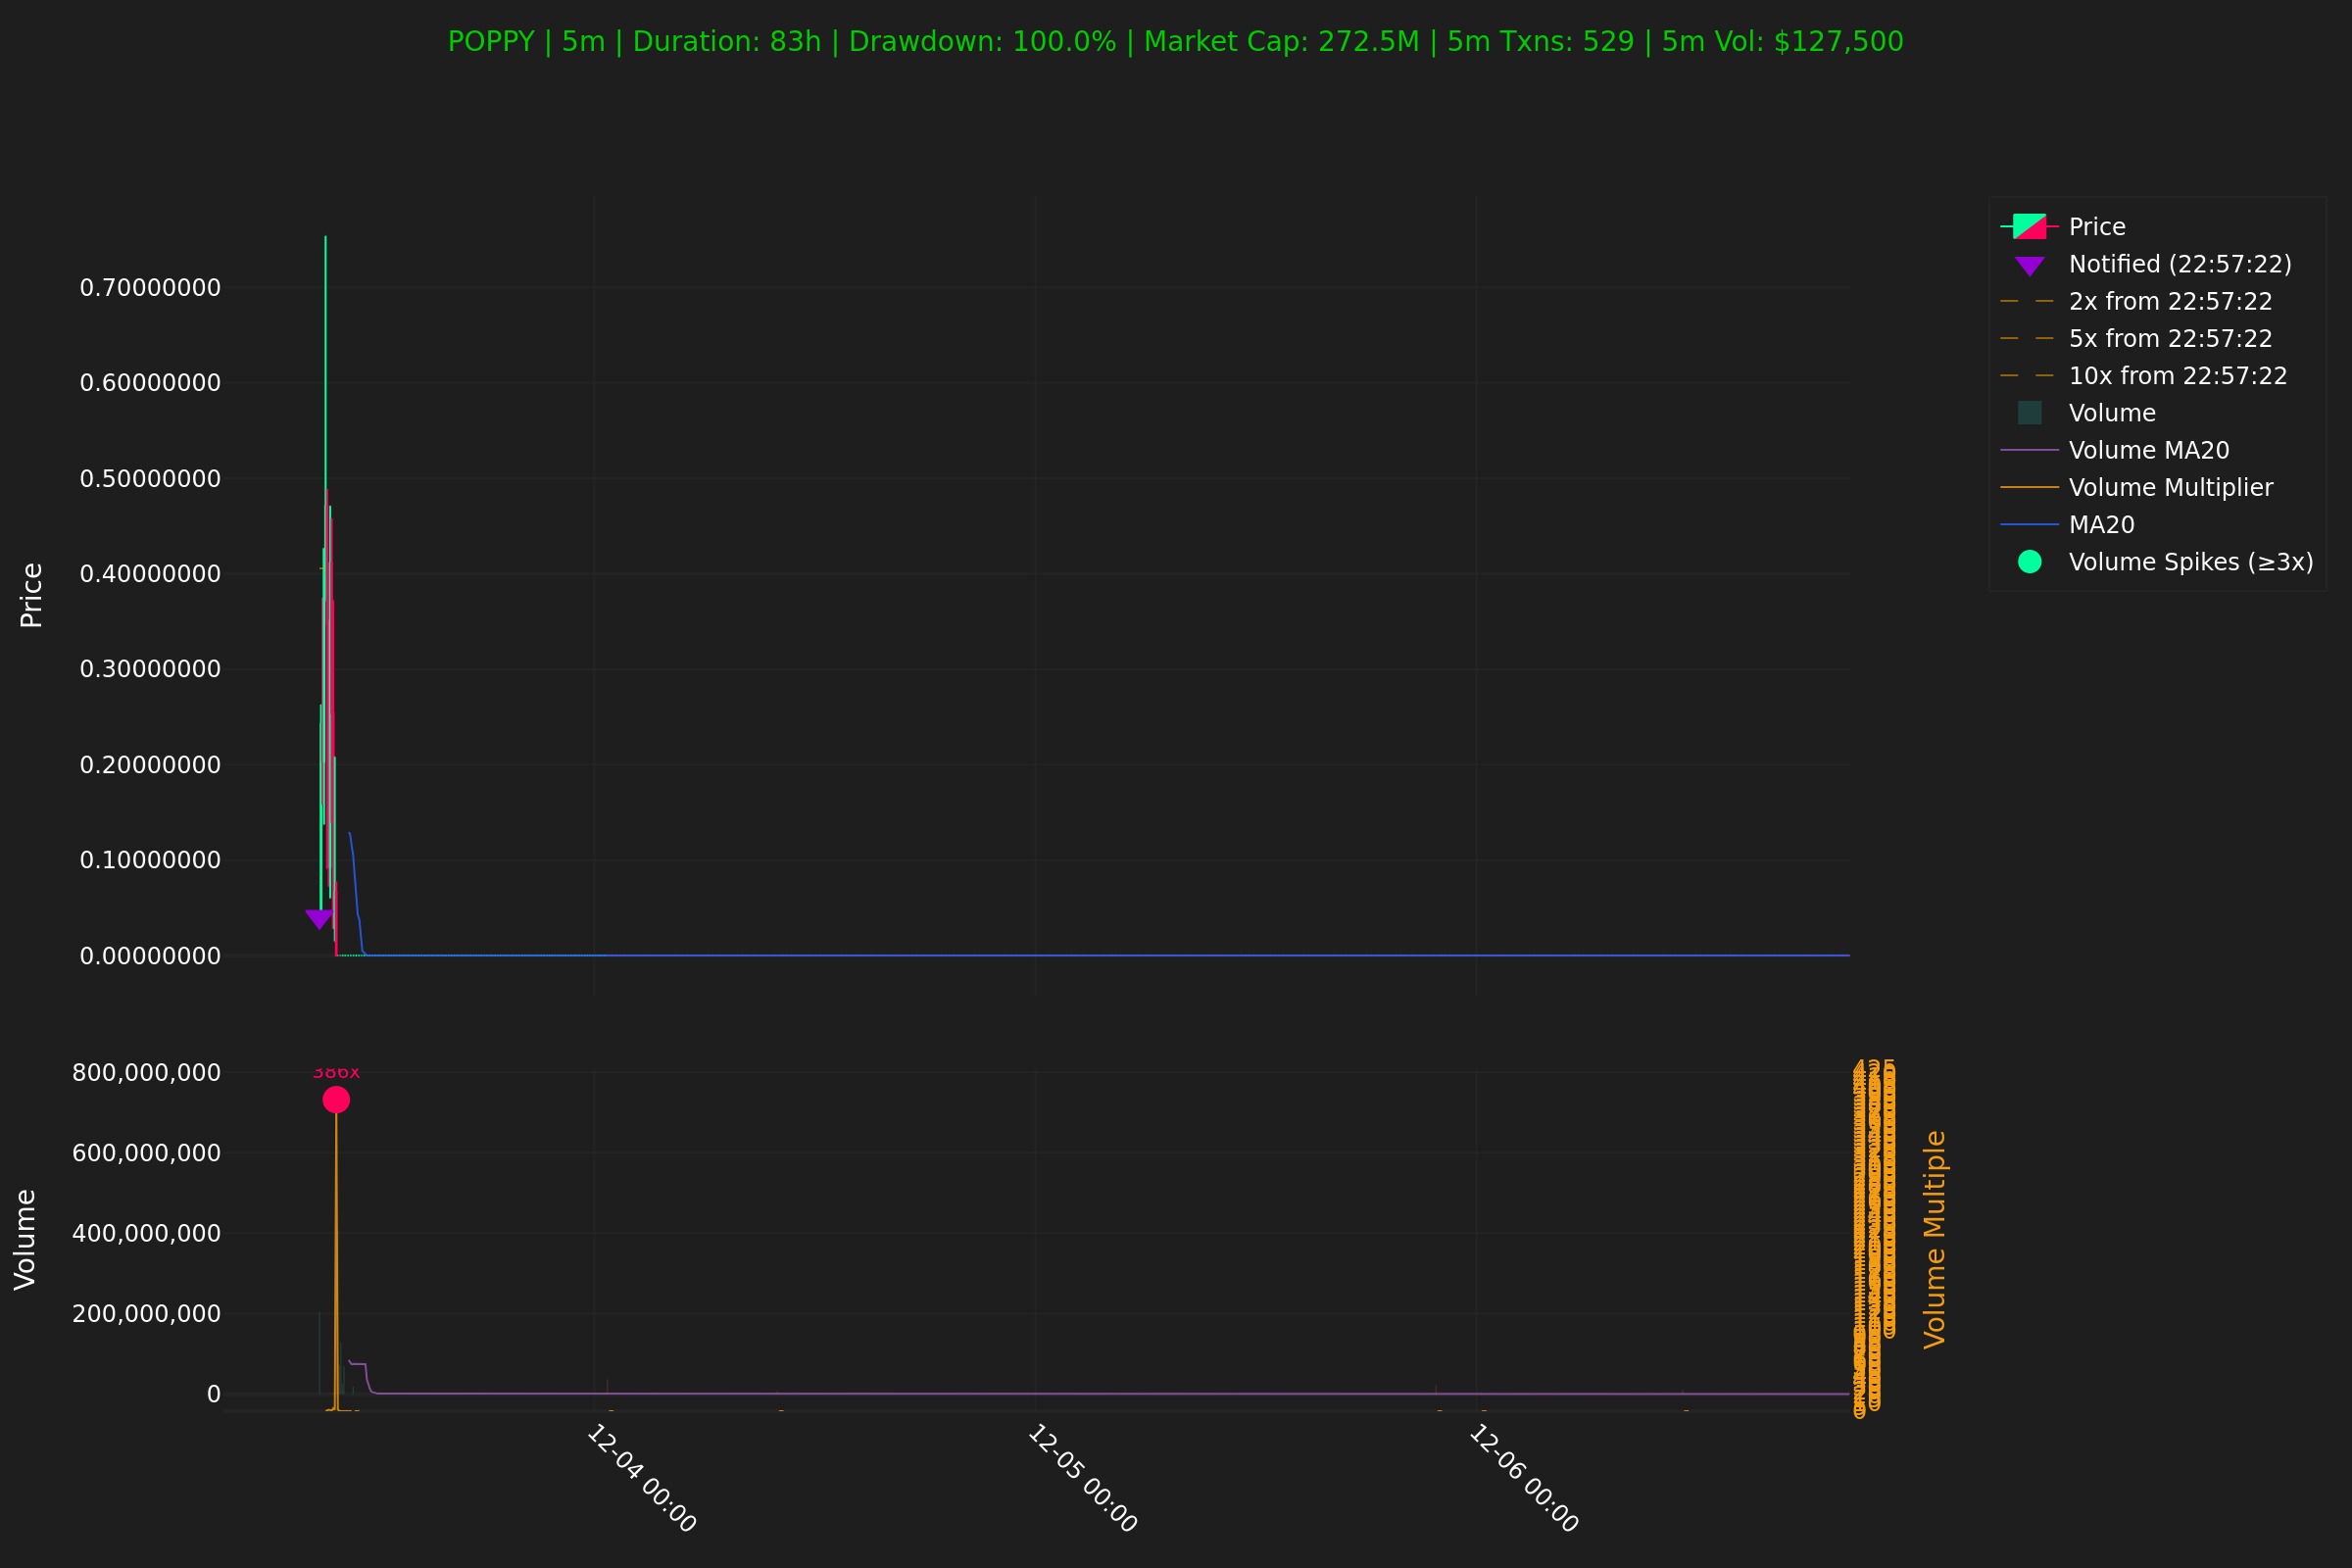 POPPY | 5m | Duration: 83h | Drawdown: 100.0% | Market Cap: 272.5M | 5m Txns: 529 | 5m Vol: $127,500
Price
0.70000000
0.60000000
0.50000000
0.40000000
0.30000000
0.20000000
0.10000000
0.00000000
Price
Notified (22:57:22)
2x from 22:57:22
5x from 22:57:22
10x from 22:57:22
Volume
Volume MA20
Volume Multiplier
MA20
Volume Spikes (≥3x)
Volume
800,000,000
600,000,000
400,000,000
200,000,000
0
386x
Volume Multiple
12-04 00:00
12-05 00:00
12-06 00:00